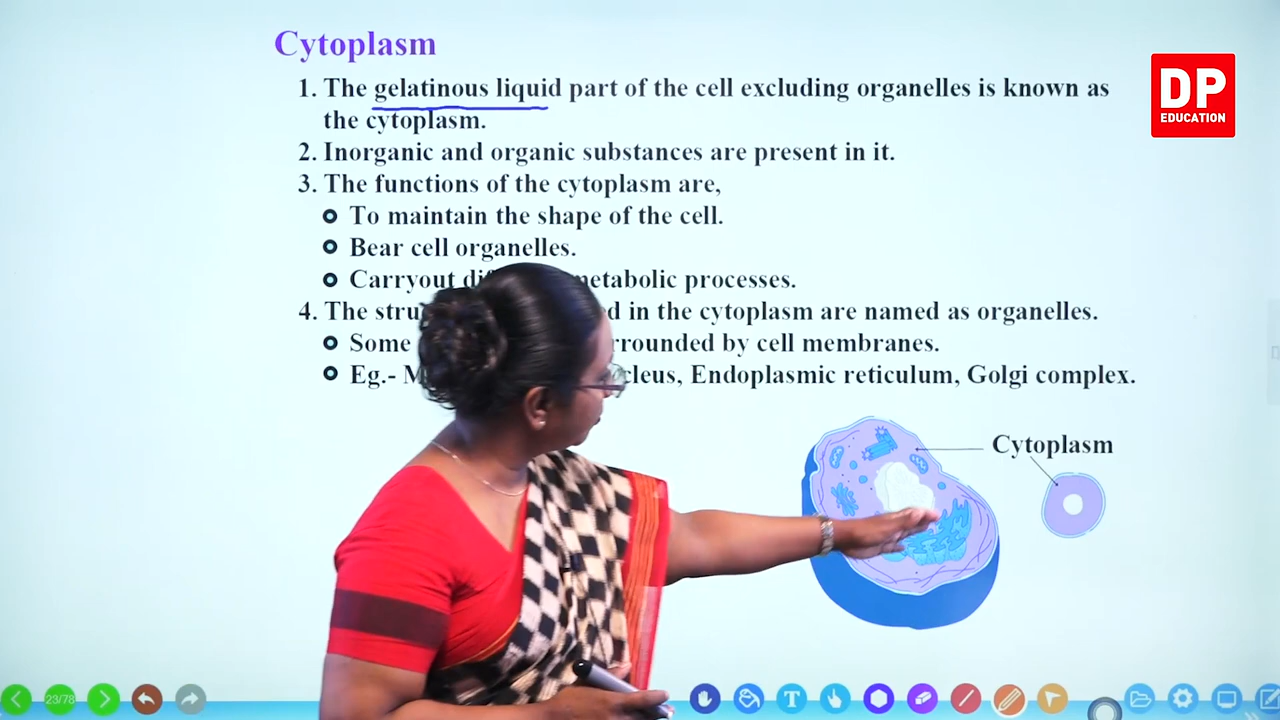 Cytoplasm
DP
EDUCATION
1. The gelatinous liquid part of the cell excluding organelles is known as
the cytoplasm.
2. Inorganic and organic substances are present in it.
3. The functions of the cytoplasm are,
To maintain the shape of the cell.
Bear cell organelles.
Carryout metabolic processes.
4. The in the cytoplasm are named as organelles.
Some by cell membranes.
Eg.- Endoplasmic reticulum, Golgi complex.
Cytoplasm
23/78
T